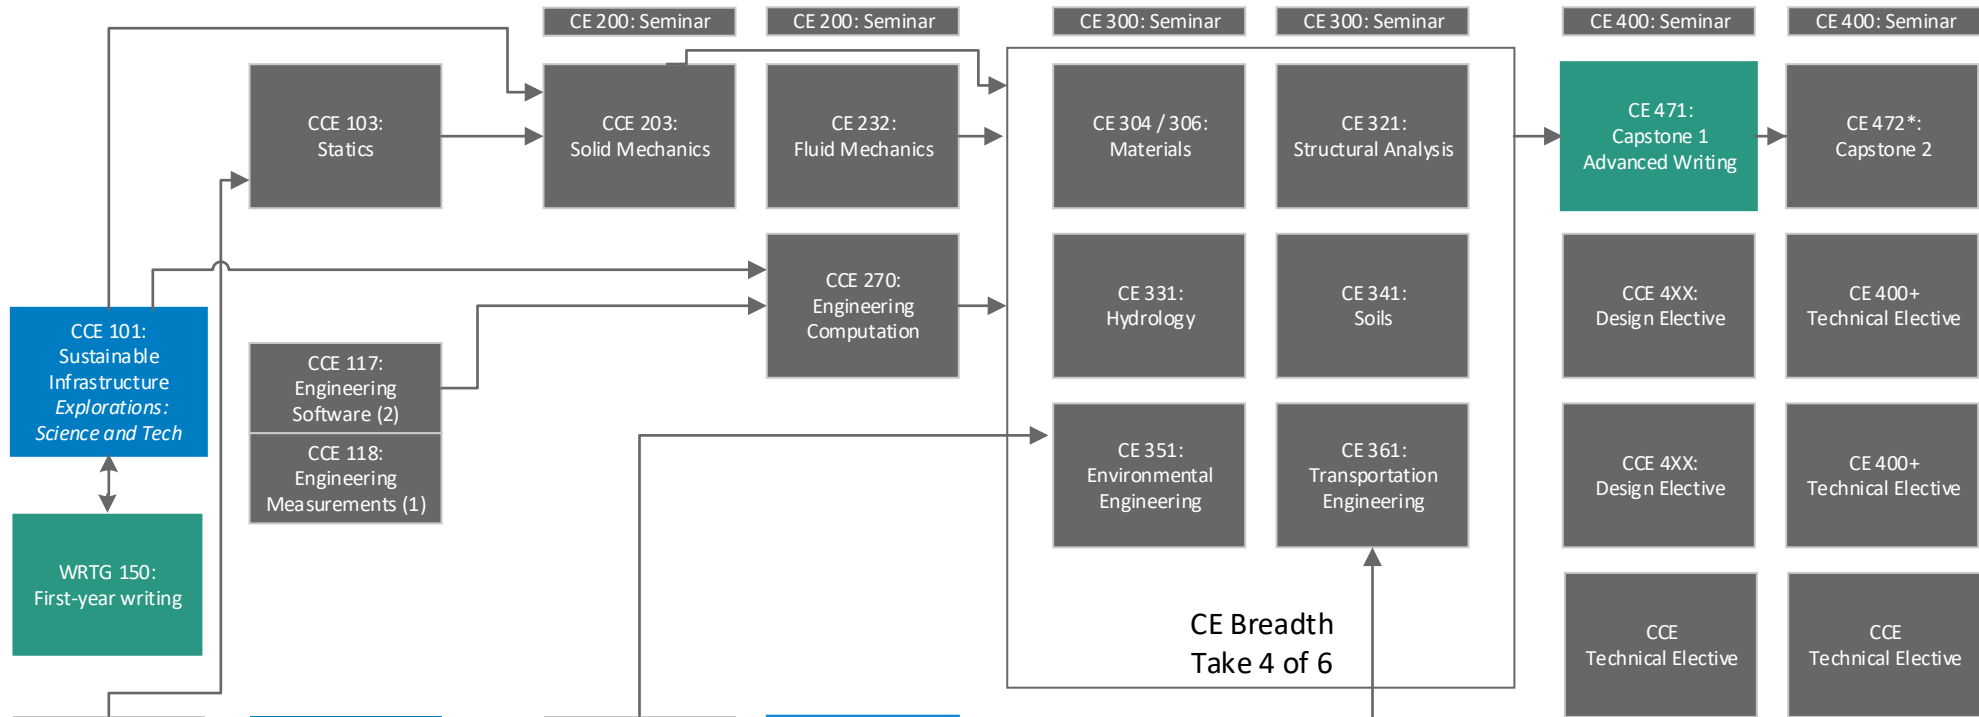 CE 200: Seminar
CE 200: Seminar
CE 300: Seminar
CE 300: Seminar
CE 400: Seminar
CE 400: Seminar
CCE 103:
Statics
CCE 203:
Solid Mechanics
CE 232:
Fluid Mechanics
CE 304 / 306:
Materials
CE 321:
Structural Analysis
CE 471:
Capstone 1
Advanced Writing
CE 472*:
Capstone 2
CCE 270:
Engineering
Computation
CE 331:
Hydrology
CE 341:
Soils
CCE 4XX:
Design Elective
CE 400+
Technical Elective
CCE 101:
Sustainable
Infrastructure
Explorations:
Science and Tech
CCE 117:
Engineering
Software (2)
CCE 118:
Engineering
Measurements (1)
CE 351:
Environmental
Engineering
CE 361:
Transportation
Engineering
CCE 4XX:
Design Elective
CE 400+
Technical Elective
WRTG 150:
First-year writing
CE Breadth
Take 4 of 6
CCE
Technical Elective
CCE
Technical Elective